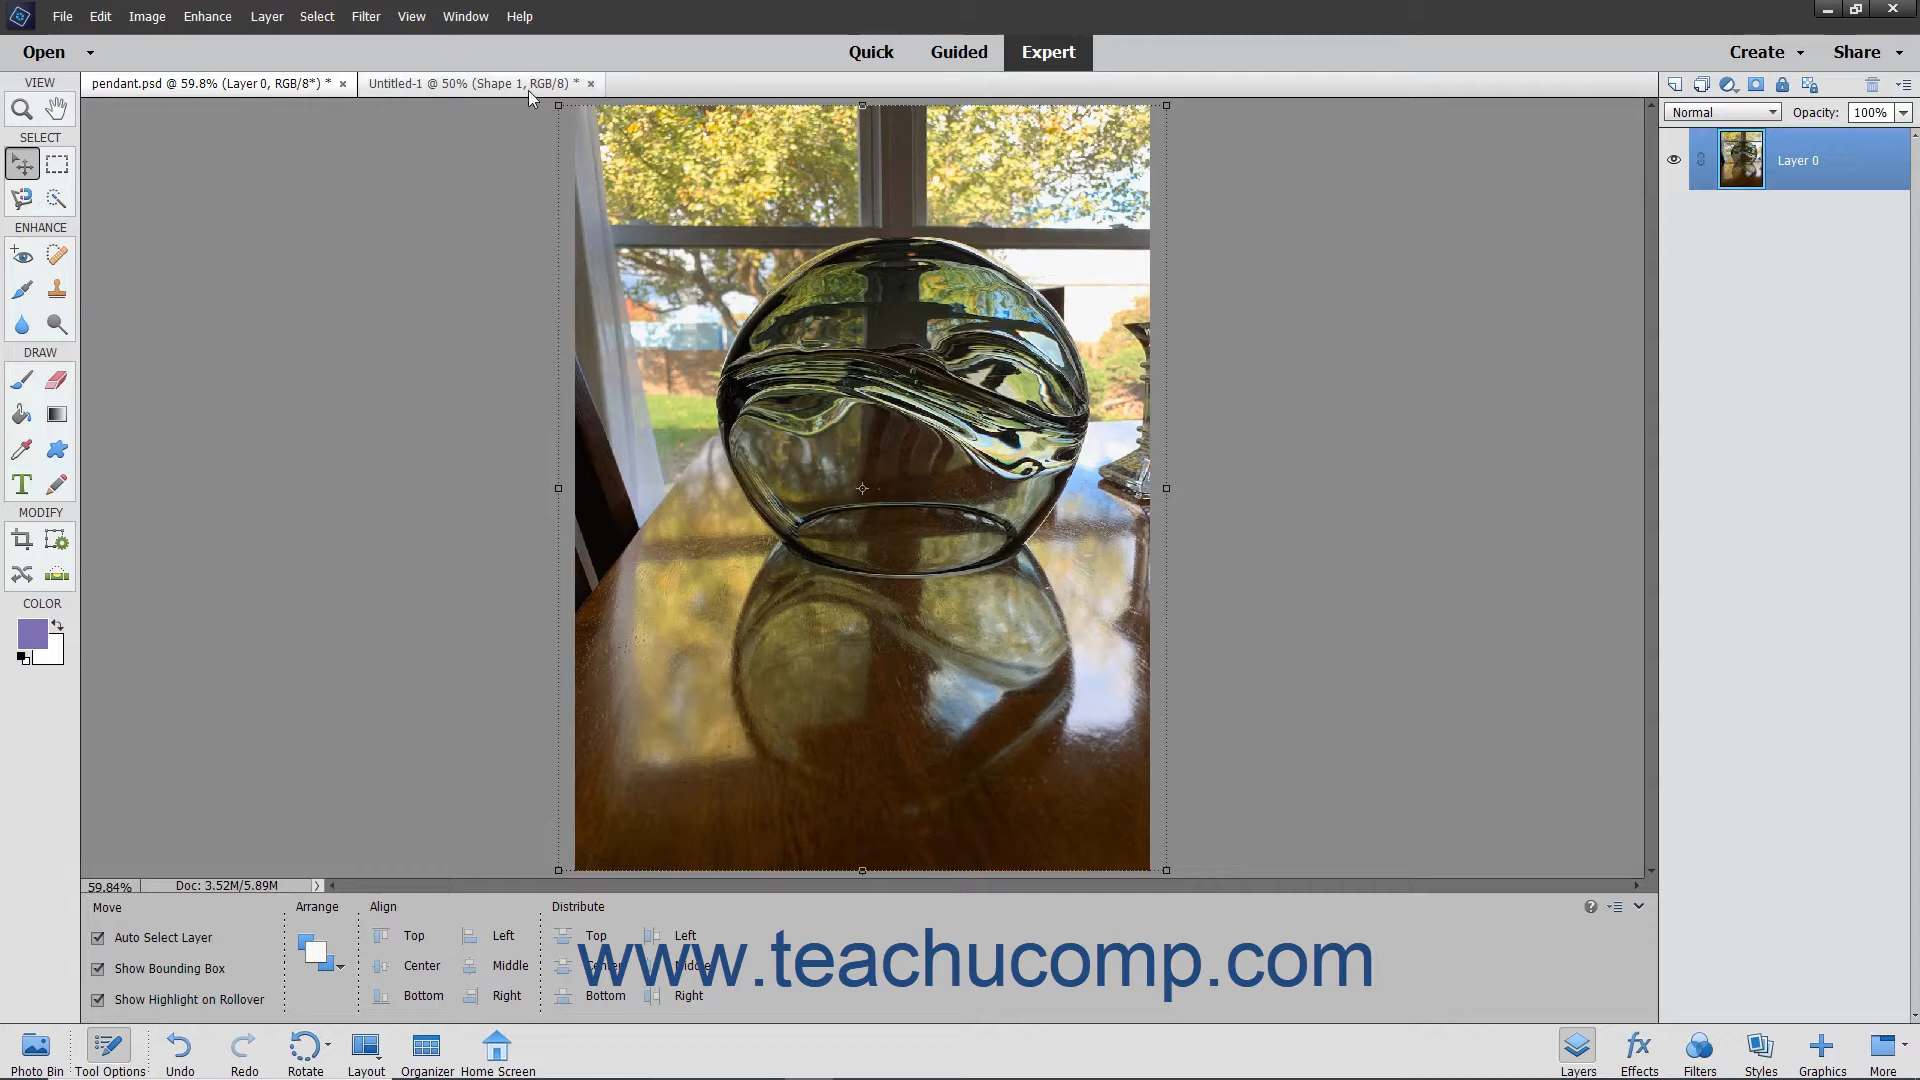 File Edit Image Enhance Layer Select Filter View Window Help
Open Quick Guided Expert Create Share
VIEW pendant.psd @ 59.8% (Layer 0, RGB/8*) * × Untitled-1 @ 50% (Shape 1, RGB/8) * ×
Normal Opacity: 100%
SELECT
Layer 0
ENHANCE
DRAW
T
MODIFY
COLOR
59.84% Doc: 3.52M/5.89M
Move Arrange Align Distribute
Auto Select Layer Top Left Top Left
Show Bounding Box Center Middle Center Middle
Show Highlight on Rollover Bottom Right Bottom Right
www.teachucomp.com
fx
Photo Bin Tool Options Undo Redo Rotate Layout Organizer Home Screen Layers Effects Filters Styles Graphics More